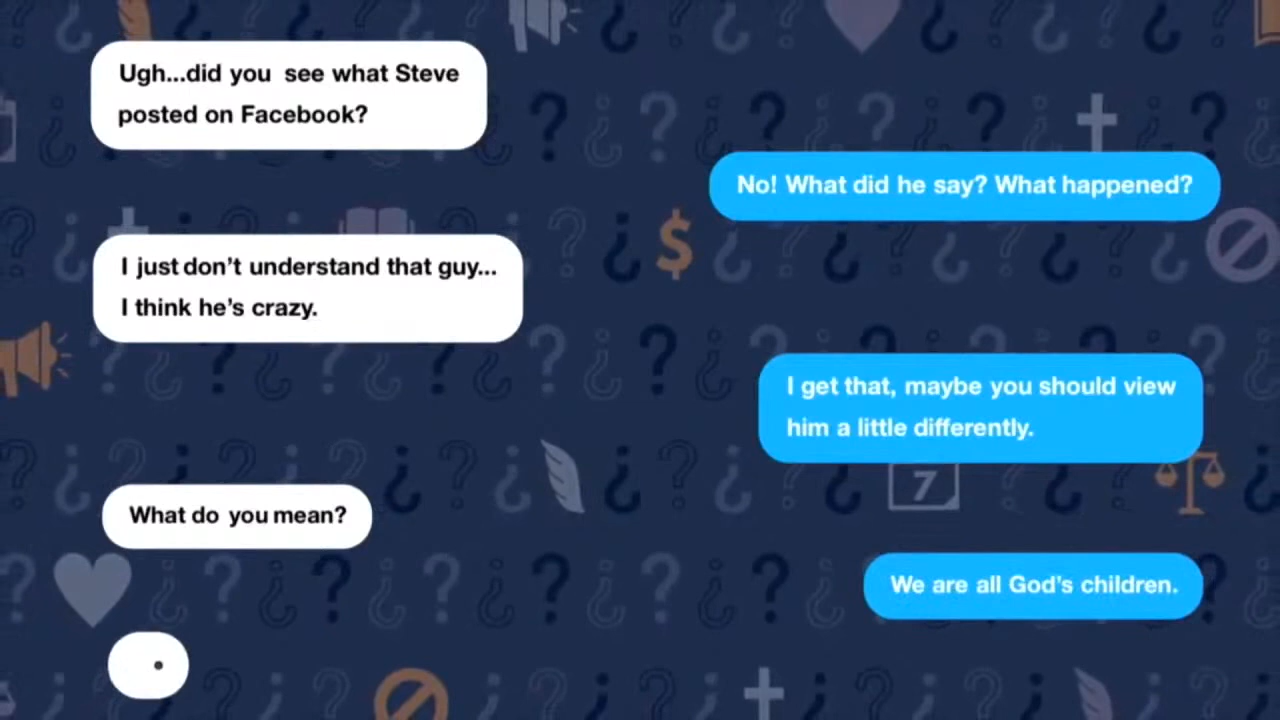 Ugh...did you see what Steve
posted on Facebook?
No! What did he say? What happened?
I just don't understand that guy...
I think he's crazy.
I get that, maybe you should view
him a little differently.
7
What do you mean?
We are all God's children.